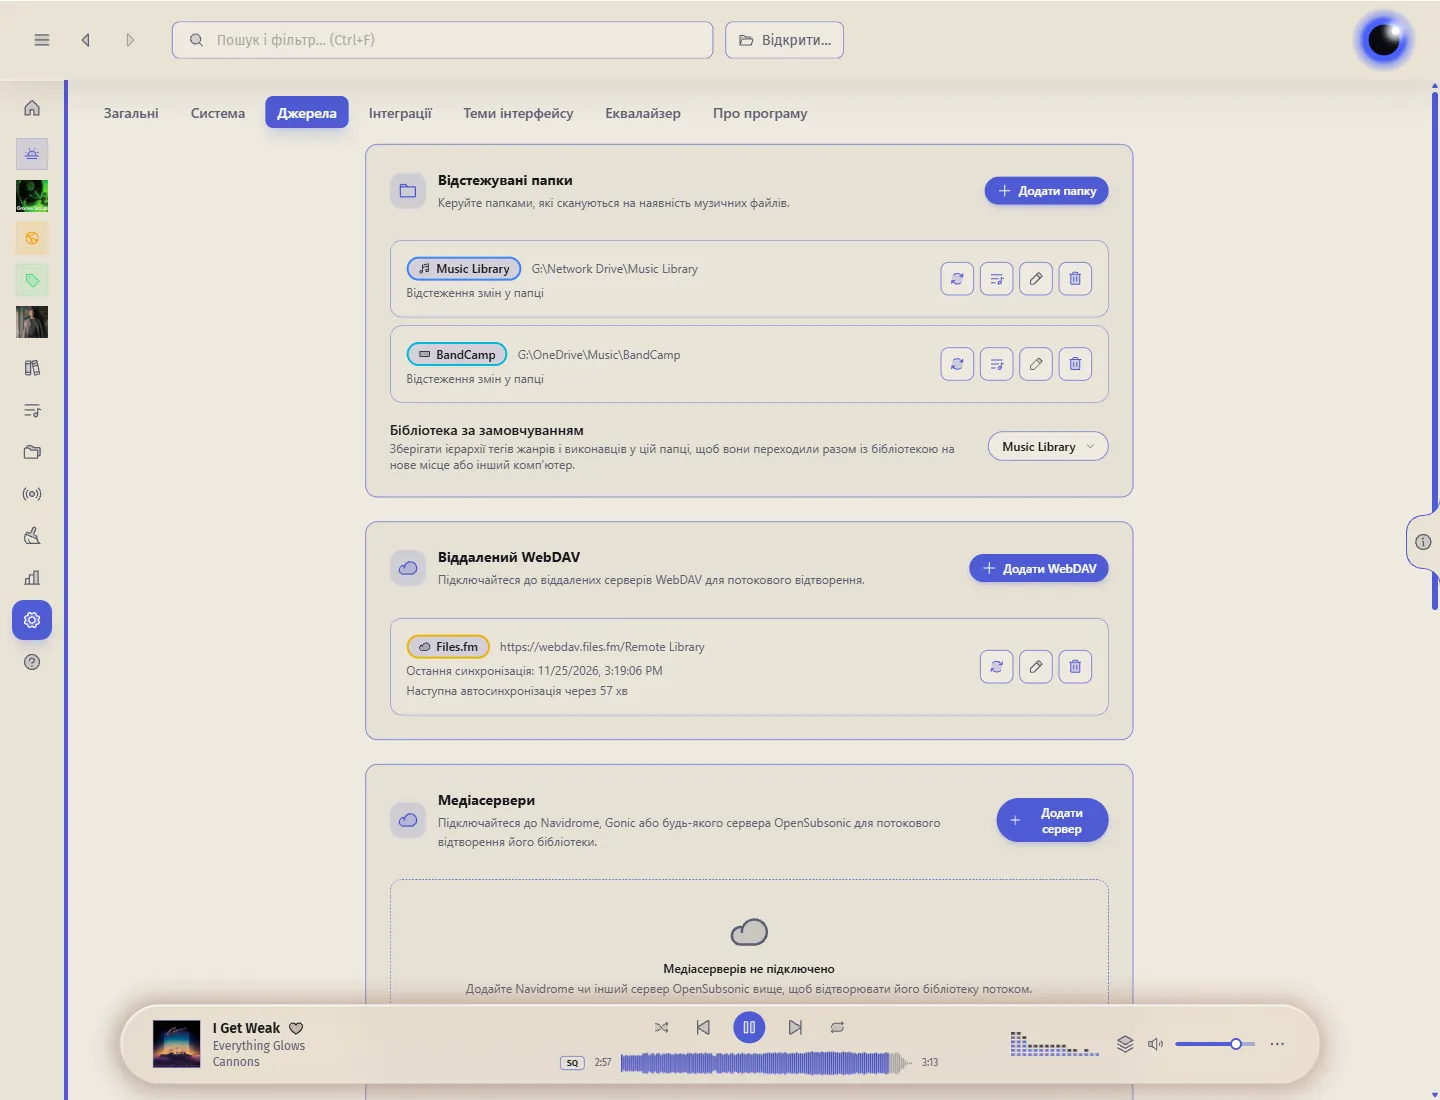 Пошук і фільтр... (Ctrl+F)
Відкрити...
Загальні
Система
Джерела
Інтеграції
Теми інтерфейсу
Еквалайзер
Про програму
Відстежувані папки
Керуйте папками, які скануються на наявність музичних файлів.
Додати папку
Music Library
G:\Network Drive\Music Library
Відстеження змін у папці
BandCamp
G:\OneDrive\Music\BandCamp
Відстеження змін у папці
Бібліотека за замовчуванням
Зберігати ієрархії тегів жанрів і виконавців у цій папці, щоб вони переходили разом із бібліотекою на
нове місце або інший комп'ютер.
Music Library
Віддалений WebDAV
Підключайтеся до віддалених серверів WebDAV для потокового відтворення.
Додати WebDAV
Files.fm
https://webdav.files.fm/Remote Library
Остання синхронізація: 11/25/2026, 3:19:06 PM
Наступна автосинхронізація через 57 хв
Медіасервери
Підключайтеся до Navidrome, Gonic або будь-якого сервера OpenSubsonic для потокового
відтворення його бібліотеки.
Додати
сервер
Медіасерверів не підключено
Додайте Navidrome чи інший сервер OpenSubsonic вище, щоб відтворювати його бібліотеку потоком.
I Get Weak
Everything Glows
Cannons
SQ
2:57
3:13